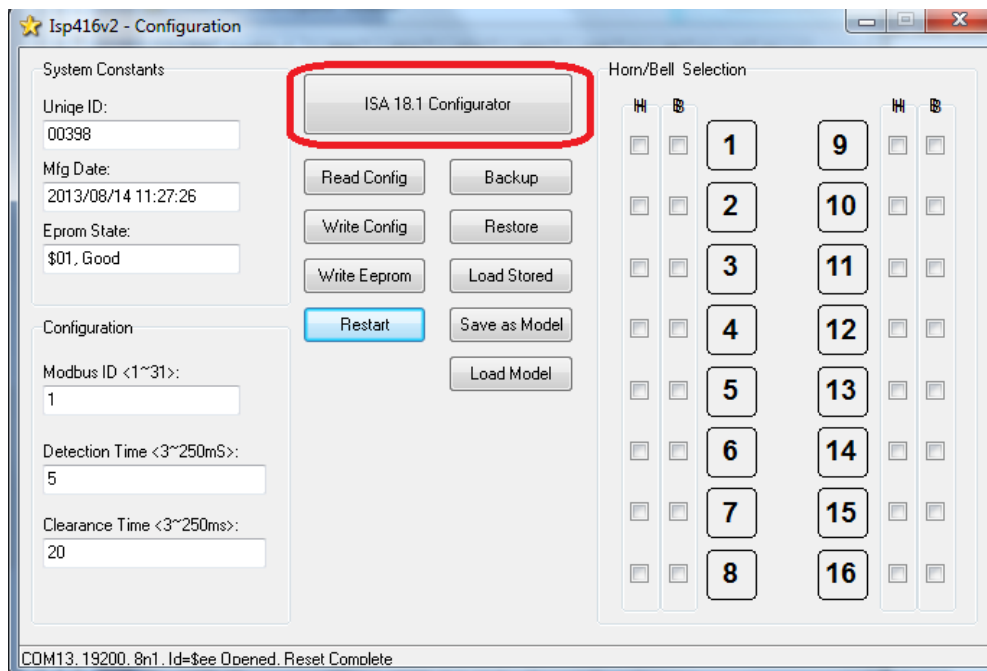 Isp416v2 - Configuration
System Constants
Uniqe ID:
00398
Mfg Date:
2013/08/14 11:27:26
Eprom State:
$01, Good
Configuration
Modbus ID <1~31>:
1
Detection Time <3~250mS>:
5
Clearance Time <3~250ms>:
20
ISA 18.1 Configurator
Read Config Backup
Write Config Restore
Write Eeprom Load Stored
Restart Save as Model
Load Model
Horn/Bell Selection
H B H B
1 9
2 10
3 11
4 12
5 13
6 14
7 15
8 16
COM13, 19200, 8n1, Id=$ee Opened, Reset Complete